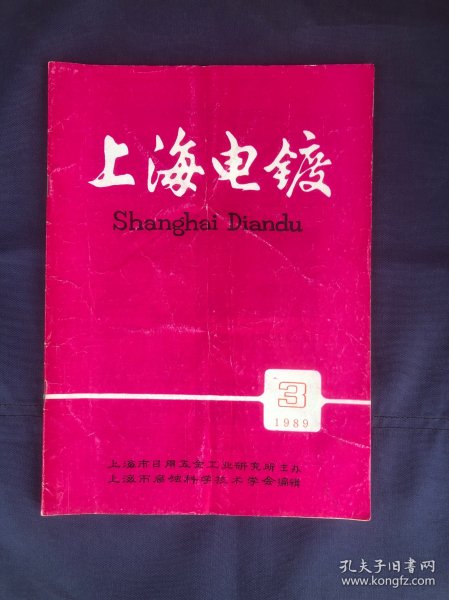 上海电镀
Shanghai Diandu
3
1989
上海市日用五金工业研究所主办
上海市腐蚀科学技术学会编辑
孔夫子旧书网
www.kongfz.com